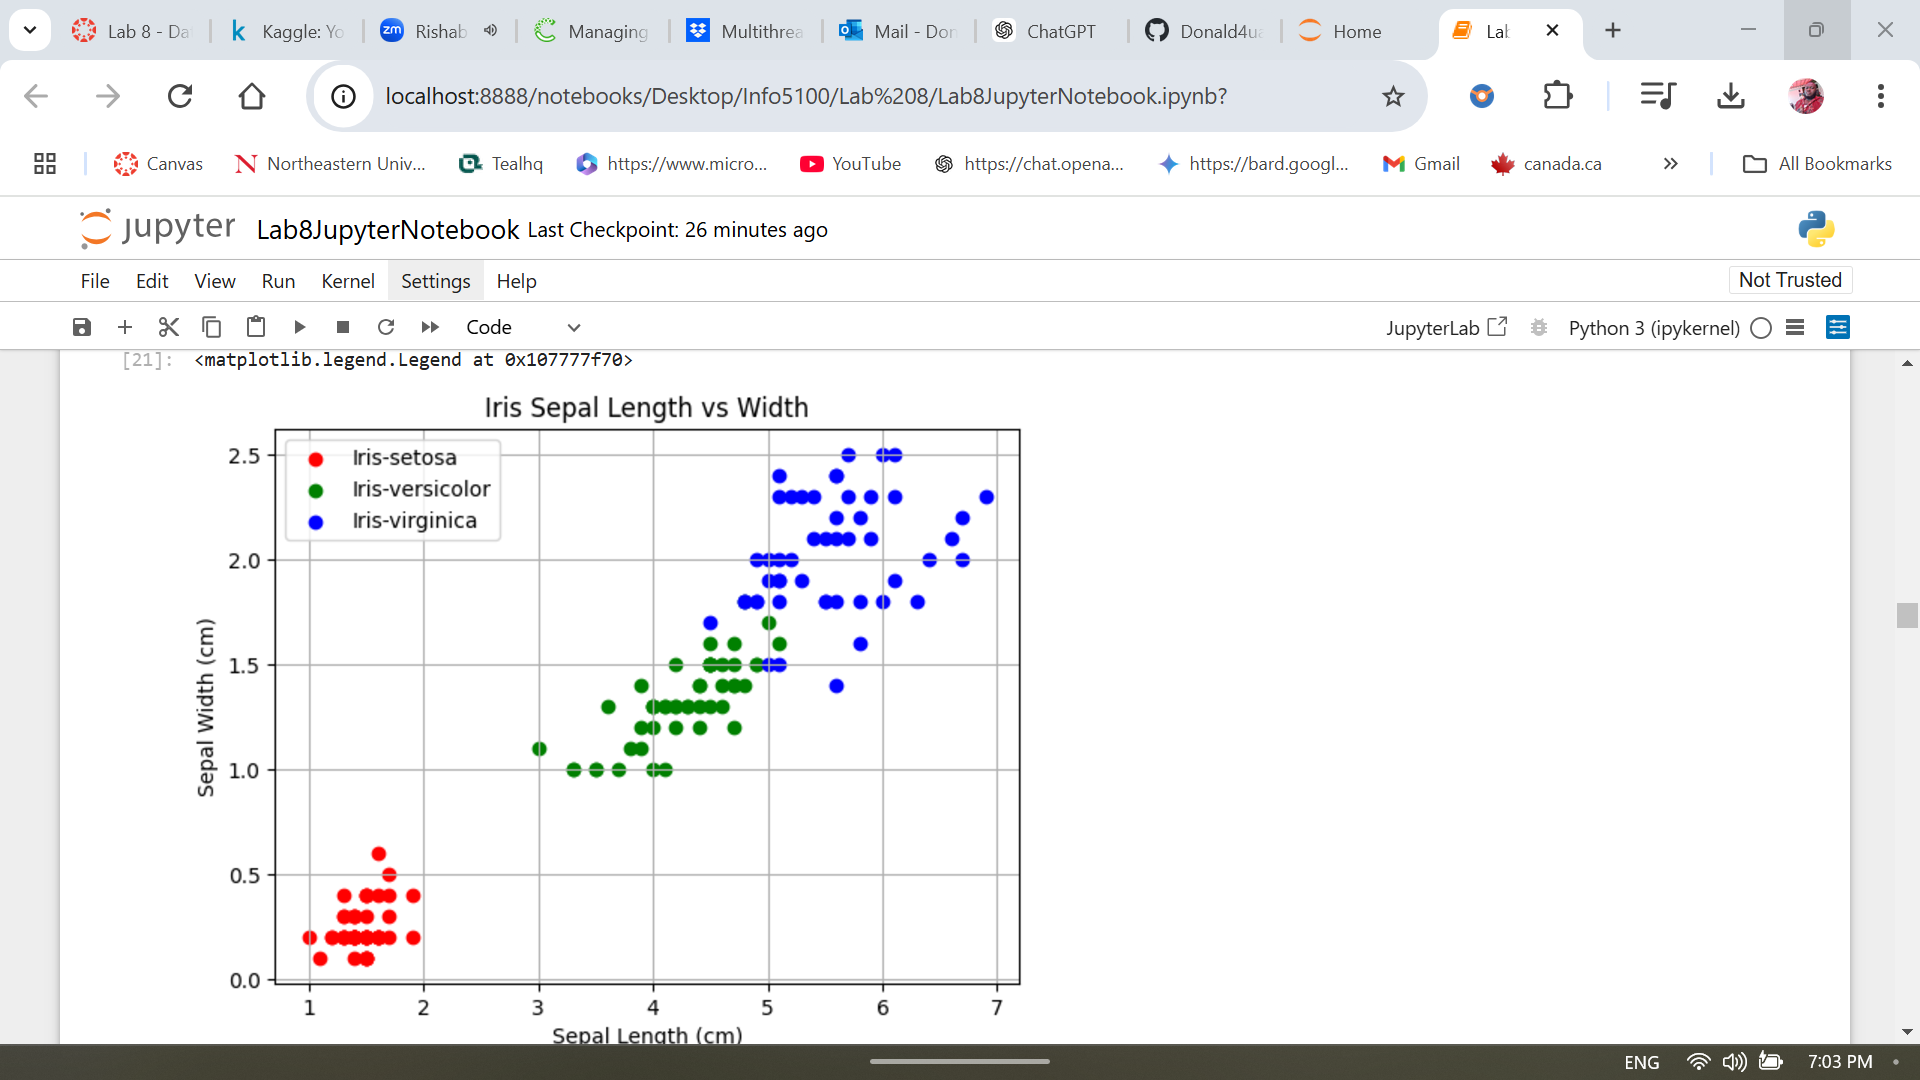 Lab 8 - Da
Kaggle: Yo
zm Rishab
Managing
Multithrea
Mail - Don
ChatGPT
Donald4ua
Home
Lab
localhost:8888/notebooks/Desktop/Info5100/Lab%208/Lab8JupyterNotebook.ipynb?
Canvas
Northeastern Univ...
Tealhq
https://www.micro...
YouTube
https://chat.opena...
https://bard.googl...
Gmail
canada.ca
All Bookmarks
jupyter Lab8JupyterNotebook Last Checkpoint: 26 minutes ago
File Edit View Run Kernel Settings Help
Not Trusted
Code
JupyterLab
Python 3 (ipykernel)
[21]: <matplotlib.legend.Legend at 0x107777f70>
Iris Sepal Length vs Width
Iris-setosa
Iris-versicolor
Iris-virginica
2.5
2.0
1.5
1.0
0.5
0.0
Sepal Width (cm)
1 2 3 4 5 6 7
Sepal Length (cm)
ENG
7:03 PM